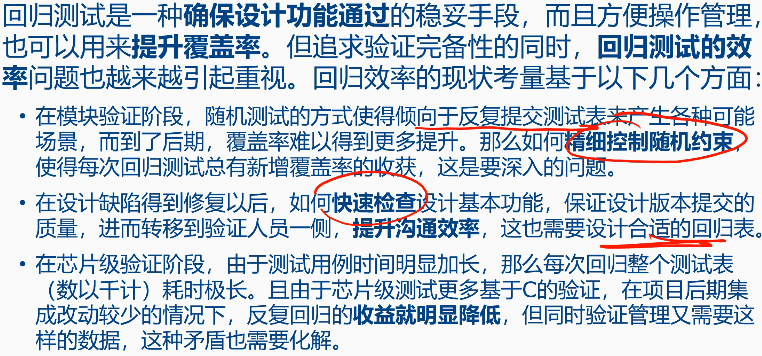 回归测试是一种确保设计功能通过的稳妥手段，而且方便操作管理，
也可以用来提升覆盖率。但追求验证完备性的同时，回归测试的效
率问题也越来越引起重视。回归效率的现状考量基于以下几个方面：
• 在模块验证阶段，随机测试的方式使得倾向于反复提交测试表来产生各种可能
场景，而到了后期，覆盖率难以得到更多提升。那么如何精细控制随机约束，
使得每次回归测试总有新增覆盖率的收获，这是要深入的问题。
• 在设计缺陷得到修复以后，如何快速检查设计基本功能，保证设计版本提交的
质量，进而转移到验证人员一侧，提升沟通效率，这也需要设计合适的回归表。
• 在芯片级验证阶段，由于测试用例时间明显加长，那么每次回归整个测试表
（数以千计）耗时极长。且由于芯片级测试更多基于C的验证，在项目后期集
成改动较少的情况下，反复回归的收益就明显降低，但同时验证管理又需要这
样的数据，这种矛盾也需要化解。